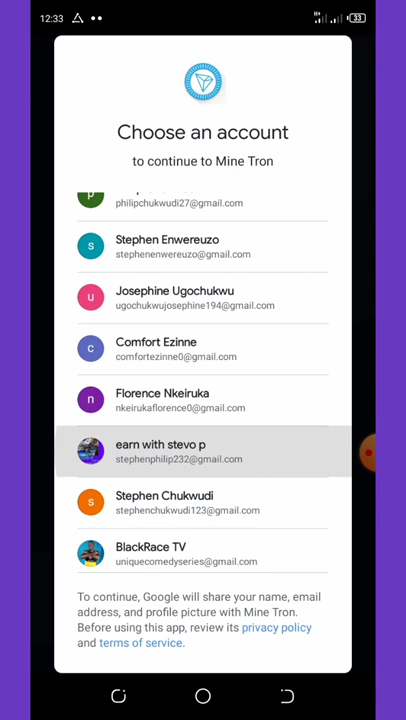 12:33
33
Choose an account
to continue to Mine Tron
p
philipchukwudi27@gmail.com
s
Stephen Enwereuzo
stephenenwereuzo@gmail.com
u
Josephine Ugochukwu
ugochukwujosephine194@gmail.com
c
Comfort Ezinne
comfortezinne0@gmail.com
n
Florence Nkeiruka
nkeirukaflorence0@gmail.com
earn with stevo p
stephenphilip232@gmail.com
s
Stephen Chukwudi
stephenchukwudi123@gmail.com
BlackRace TV
uniquecomedyseries@gmail.com
To continue, Google will share your name, email
address, and profile picture with Mine Tron.
Before using this app, review its privacy policy
and terms of service.